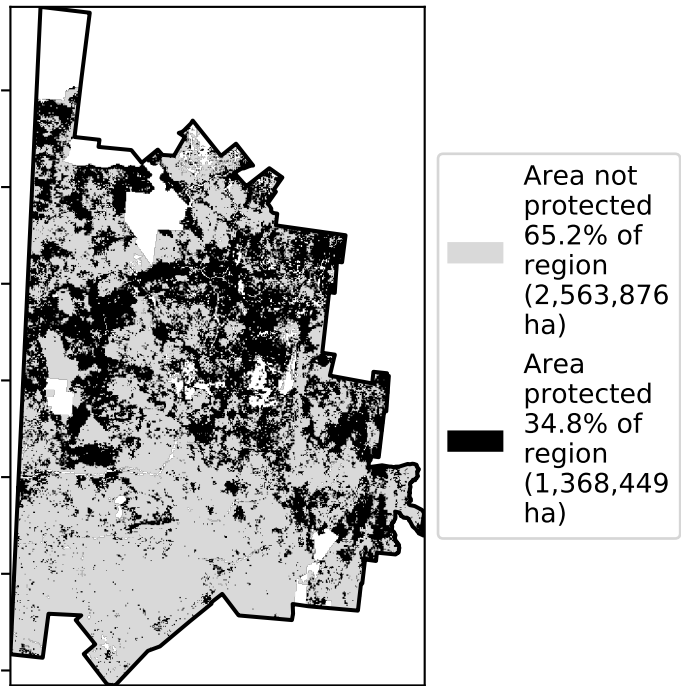 Area not
protected
65.2% of
region
(2,563,876
ha)
Area
protected
34.8% of
region
(1,368,449
ha)